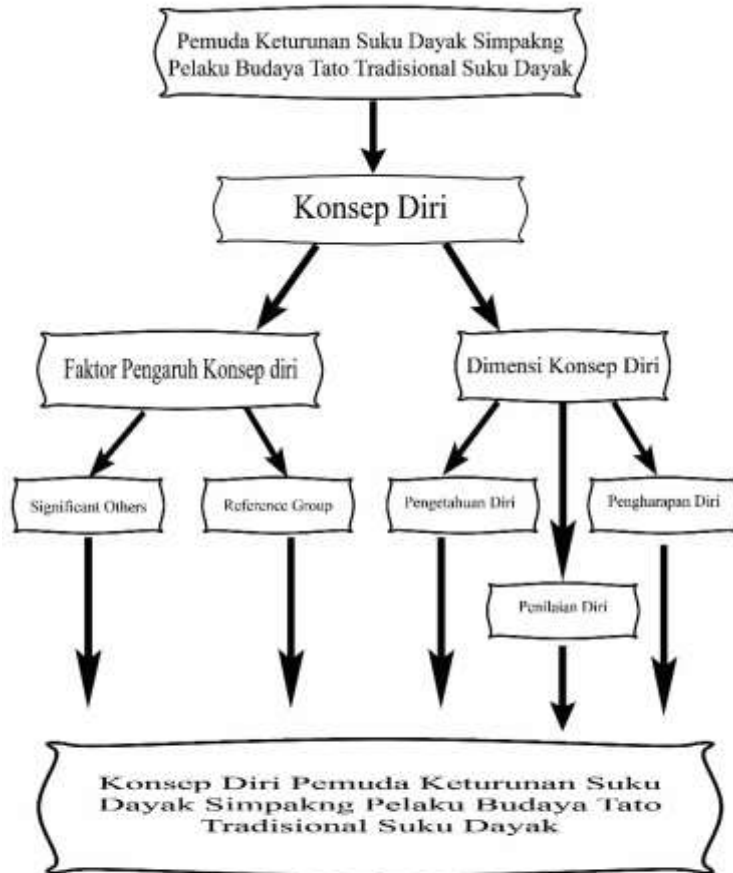 Pemuda Keturunan Suku Dayak Simpakng
Pelaku Budaya Tato Tradisional Suku Dayak
Konsep Diri
Faktor Pengaruh Konsep diri
Dimensi Konsep Diri
Significant Others
Reference Group
Pengetahuan Diri
Pengharapan Diri
Penilaian Diri
Konsep Diri Pemuda Keturunan Suku
Dayak Simpakng Pelaku Budaya Tato
Tradisional Suku Dayak